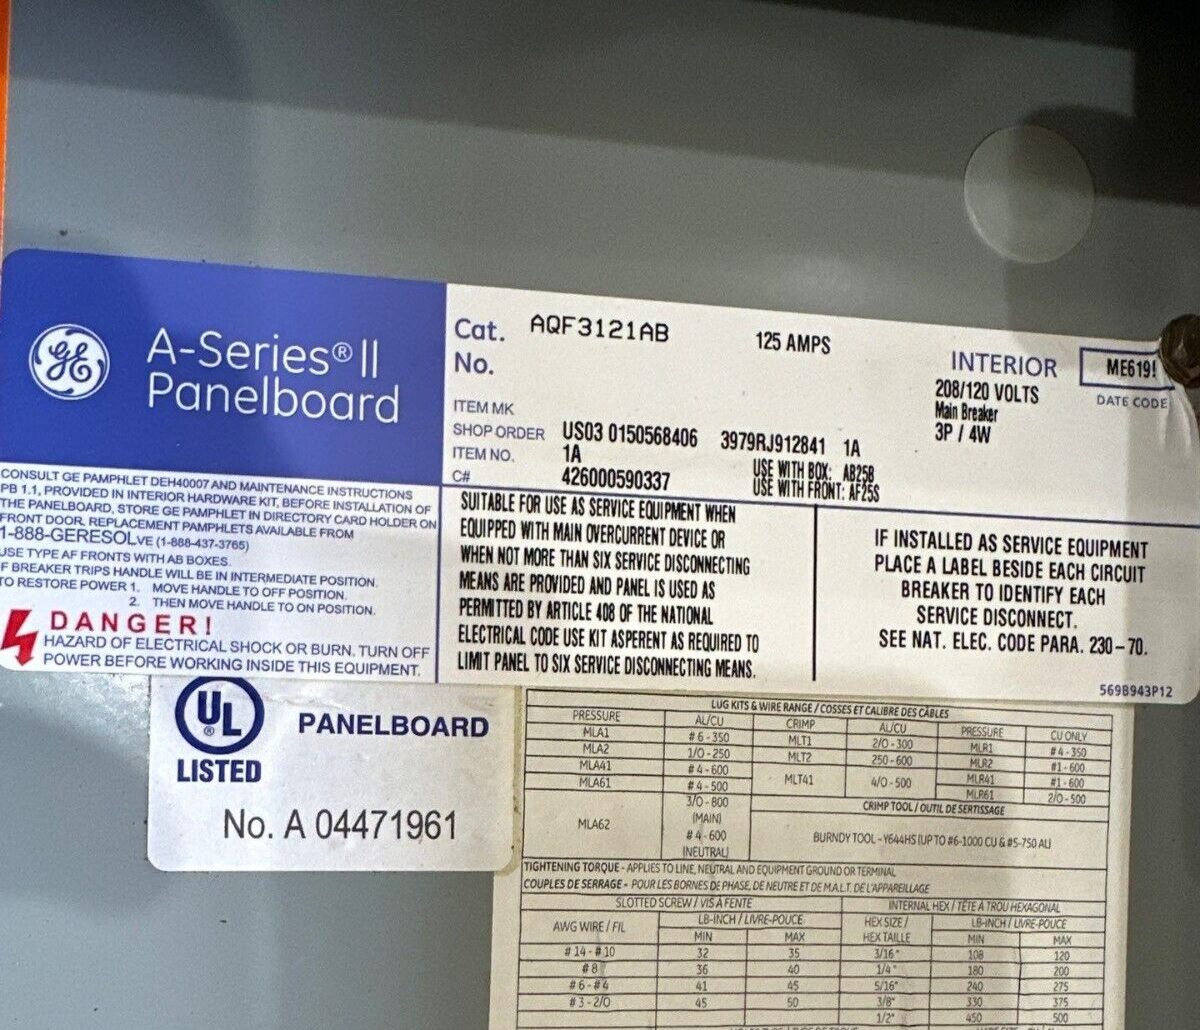 GE
A-Series® II
Panelboard
Cat.
No.
AQF3121AB
125 AMPS
INTERIOR
208/120 VOLTS
Main Breaker
3P / 4W
ME619
DATE CODE
ITEM MK
SHOP ORDER US03 0150568406 3979RJ912841 1A
ITEM NO. 1A
C# 426000590337
USE WITH BOX: AB25B
USE WITH FRONT: AF25S
CONSULT GE PAMPHLET DEH40007 AND MAINTENANCE INSTRUCTIONS
PB 1.1, PROVIDED IN INTERIOR HARDWARE KIT, BEFORE INSTALLATION OF
THE PANELBOARD, STORE GE PAMPHLET IN DIRECTORY CARD HOLDER ON
FRONT DOOR. REPLACEMENT PAMPHLETS AVAILABLE FROM
1-888-GERESOLVE (1-888-437-3765)
USE TYPE AF FRONTS WITH AB BOXES.
F BREAKER TRIPS HANDLE WILL BE IN INTERMEDIATE POSITION.
TO RESTORE POWER 1. MOVE HANDLE TO OFF POSITION.
2. THEN MOVE HANDLE TO ON POSITION.
DANGER!
HAZARD OF ELECTRICAL SHOCK OR BURN. TURN OFF
POWER BEFORE WORKING INSIDE THIS EQUIPMENT.
SUITABLE FOR USE AS SERVICE EQUIPMENT WHEN
EQUIPPED WITH MAIN OVERCURRENT DEVICE OR
WHEN NOT MORE THAN SIX SERVICE DISCONNECTING
MEANS ARE PROVIDED AND PANEL IS USED AS
PERMITTED BY ARTICLE 408 OF THE NATIONAL
ELECTRICAL CODE USE KIT ASPERENT AS REQUIRED TO
LIMIT PANEL TO SIX SERVICE DISCONNECTING MEANS.
IF INSTALLED AS SERVICE EQUIPMENT
PLACE A LABEL BESIDE EACH CIRCUIT
BREAKER TO IDENTIFY EACH
SERVICE DISCONNECT.
SEE NAT. ELEC. CODE PARA. 230-70.
569B943P12
UL ®
LISTED
PANELBOARD
No. A 04471961
LUG KITS & WIRE RANGE / COSSES ET CALIBRE DES CÂBLES
PRESSURE AL/CU CRIMP AL/CU PRESSURE CU ONLY
MLA1 #6-350 MLT1 2/0-300 MLR1 #4-350
MLA2 1/0-250 MLT2 250-600 MLR2 #1-600
MLA41 #4-600 MLT41 4/0-500 MLR41 #1-600
MLA61 #4-500 MLR61 2/0-500
MLA62 3/0-800
(MAIN)
#4-600
(NEUTRAL)
CRIMP TOOL / OUTIL DE SERTISSAGE
BURNDY TOOL - Y644HS (UP TO #6-1000 CU & #5-750 AL)
TIGHTENING TORQUE - APPLIES TO LINE, NEUTRAL AND EQUIPMENT GROUND OR TERMINAL
COUPLES DE SERRAGE - POUR LES BORNES DE PHASE, DE NEUTRE ET DE M.A.L.T. DE L'APPAREILLAGE
SLOTTED SCREW / VIS À FENTE INTERNAL HEX / TÊTE À TROU HEXAGONAL
AWG WIRE / FIL LB-INCH / LIVRE-POUCE HEX SIZE / HEX TAILLE LB-INCH / LIVRE-POUCE
MIN MAX MIN MAX
#14-#10 32 35 3/16" 108 120
#8 36 40 1/4" 180 200
#6-#4 41 45 5/16" 240 275
#3-2/0 45 50 3/8" 330 375
1/2" 450 500